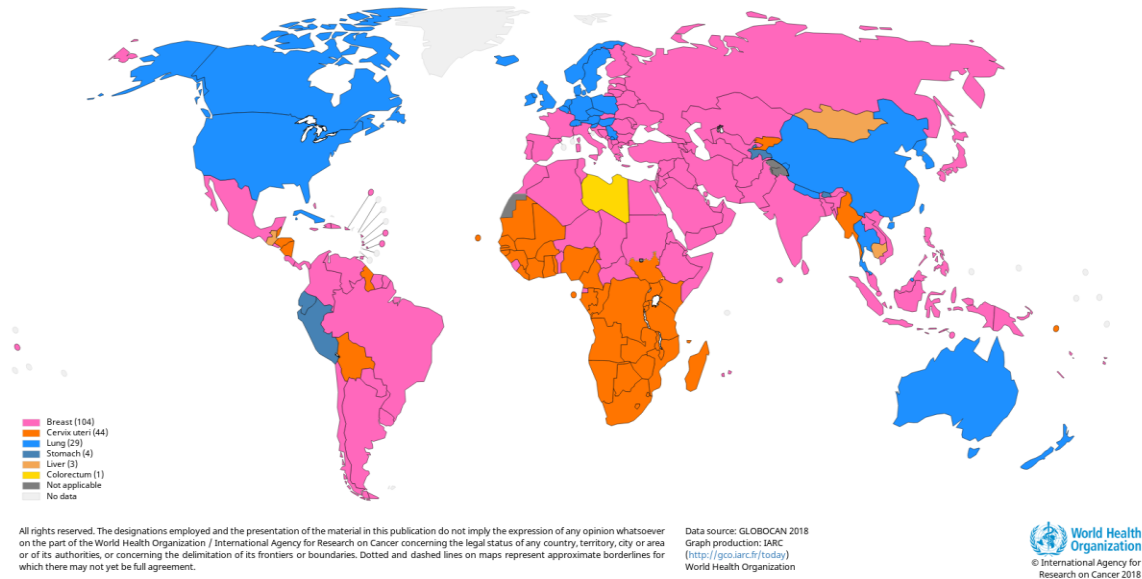 Breast (104)
Cervix uteri (44)
Lung (29)
Stomach (4)
Liver (3)
Colorectum (1)
Not applicable
No data
All rights reserved. The designations employed and the presentation of the material in this publication do not imply the expression of any opinion whatsoever
on the part of the World Health Organization / International Agency for Research on Cancer concerning the legal status of any country, territory, city or area
or of its authorities, or concerning the delimitation of its frontiers or boundaries. Dotted and dashed lines on maps represent approximate borderlines for
which there may not yet be full agreement.
Data source: GLOBOCAN 2018
Graph production: IARC
(http://gco.iarc.fr/today)
World Health Organization
World Health
Organization
© International Agency for
Research on Cancer 2018